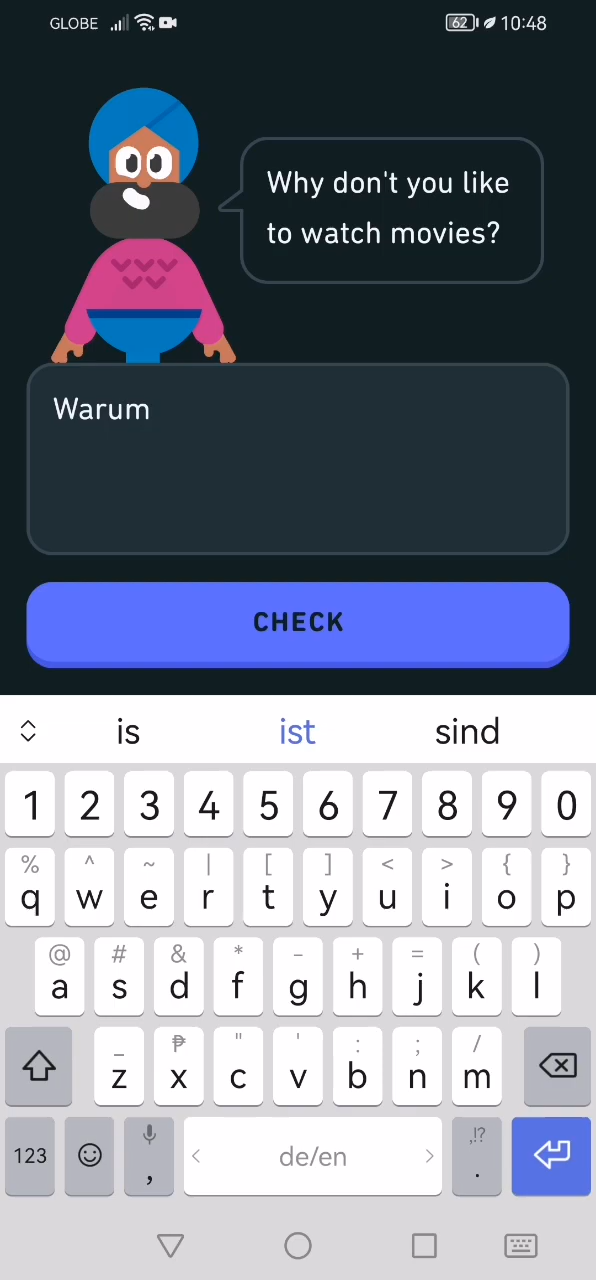 GLOBE 62 10:48
Why don't you like
to watch movies?
Warum
CHECK
is ist sind
1 2 3 4 5 6 7 8 9 0
% ^ ~ | [ ] < > { }
q w e r t y u i o p
@ # & * - + = ( )
a s d f g h j k l
_ ₱ " ' : ; /
z x c v b n m
,!?
123 , < de/en > .